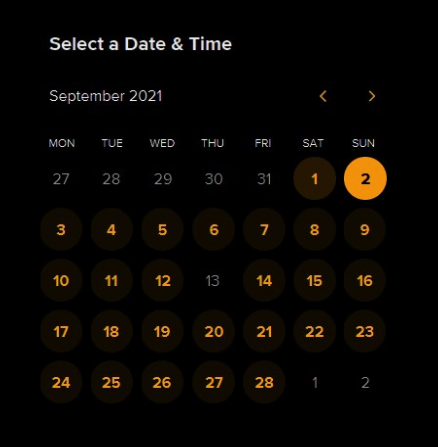 Select a Date & Time
September 2021
MON TUE WED THU FRI SAT SUN
27 28 29 30 31 1 2
3 4 5 6 7 8 9
10 11 12 13 14 15 16
17 18 19 20 21 22 23
24 25 26 27 28 1 2